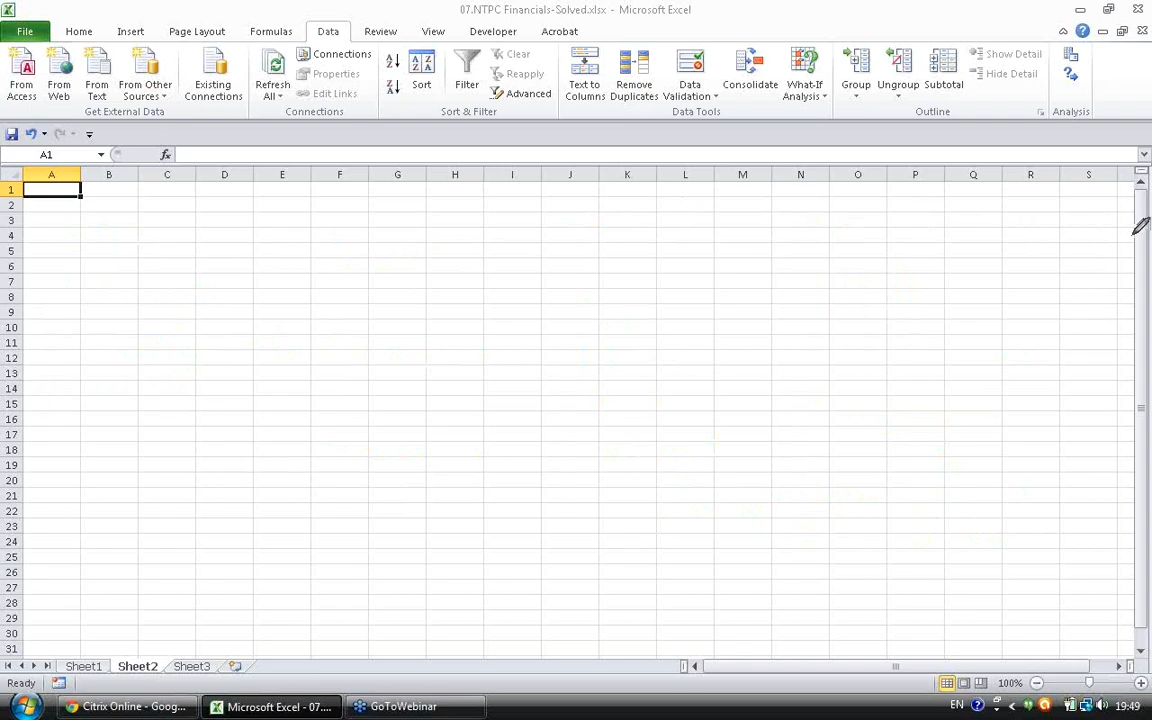 07.NTPC Financials-Solved.xlsx - Microsoft Excel
File Home Insert Page Layout Formulas Data Review View Developer Acrobat
From Access
From Web
From Text
From Other Sources
Existing Connections
Get External Data
Refresh All
Connections
Properties
Edit Links
Connections
Sort
Filter
Clear
Reapply
Advanced
Sort & Filter
Text to Columns
Remove Duplicates
Data Validation
Consolidate
What-If Analysis
Data Tools
Group
Ungroup
Subtotal
Show Detail
Hide Detail
Outline
Analysis
A1 fx
A B C D E F G H I J K L M N O P Q R S
1
2
3
4
5
6
7
8
9
10
11
12
13
14
15
16
17
18
19
20
21
22
23
24
25
26
27
28
29
30
31
Sheet1 Sheet2 Sheet3
Ready 100%
Citrix Online - Goog... Microsoft Excel - 07.... GoToWebinar EN 19:49